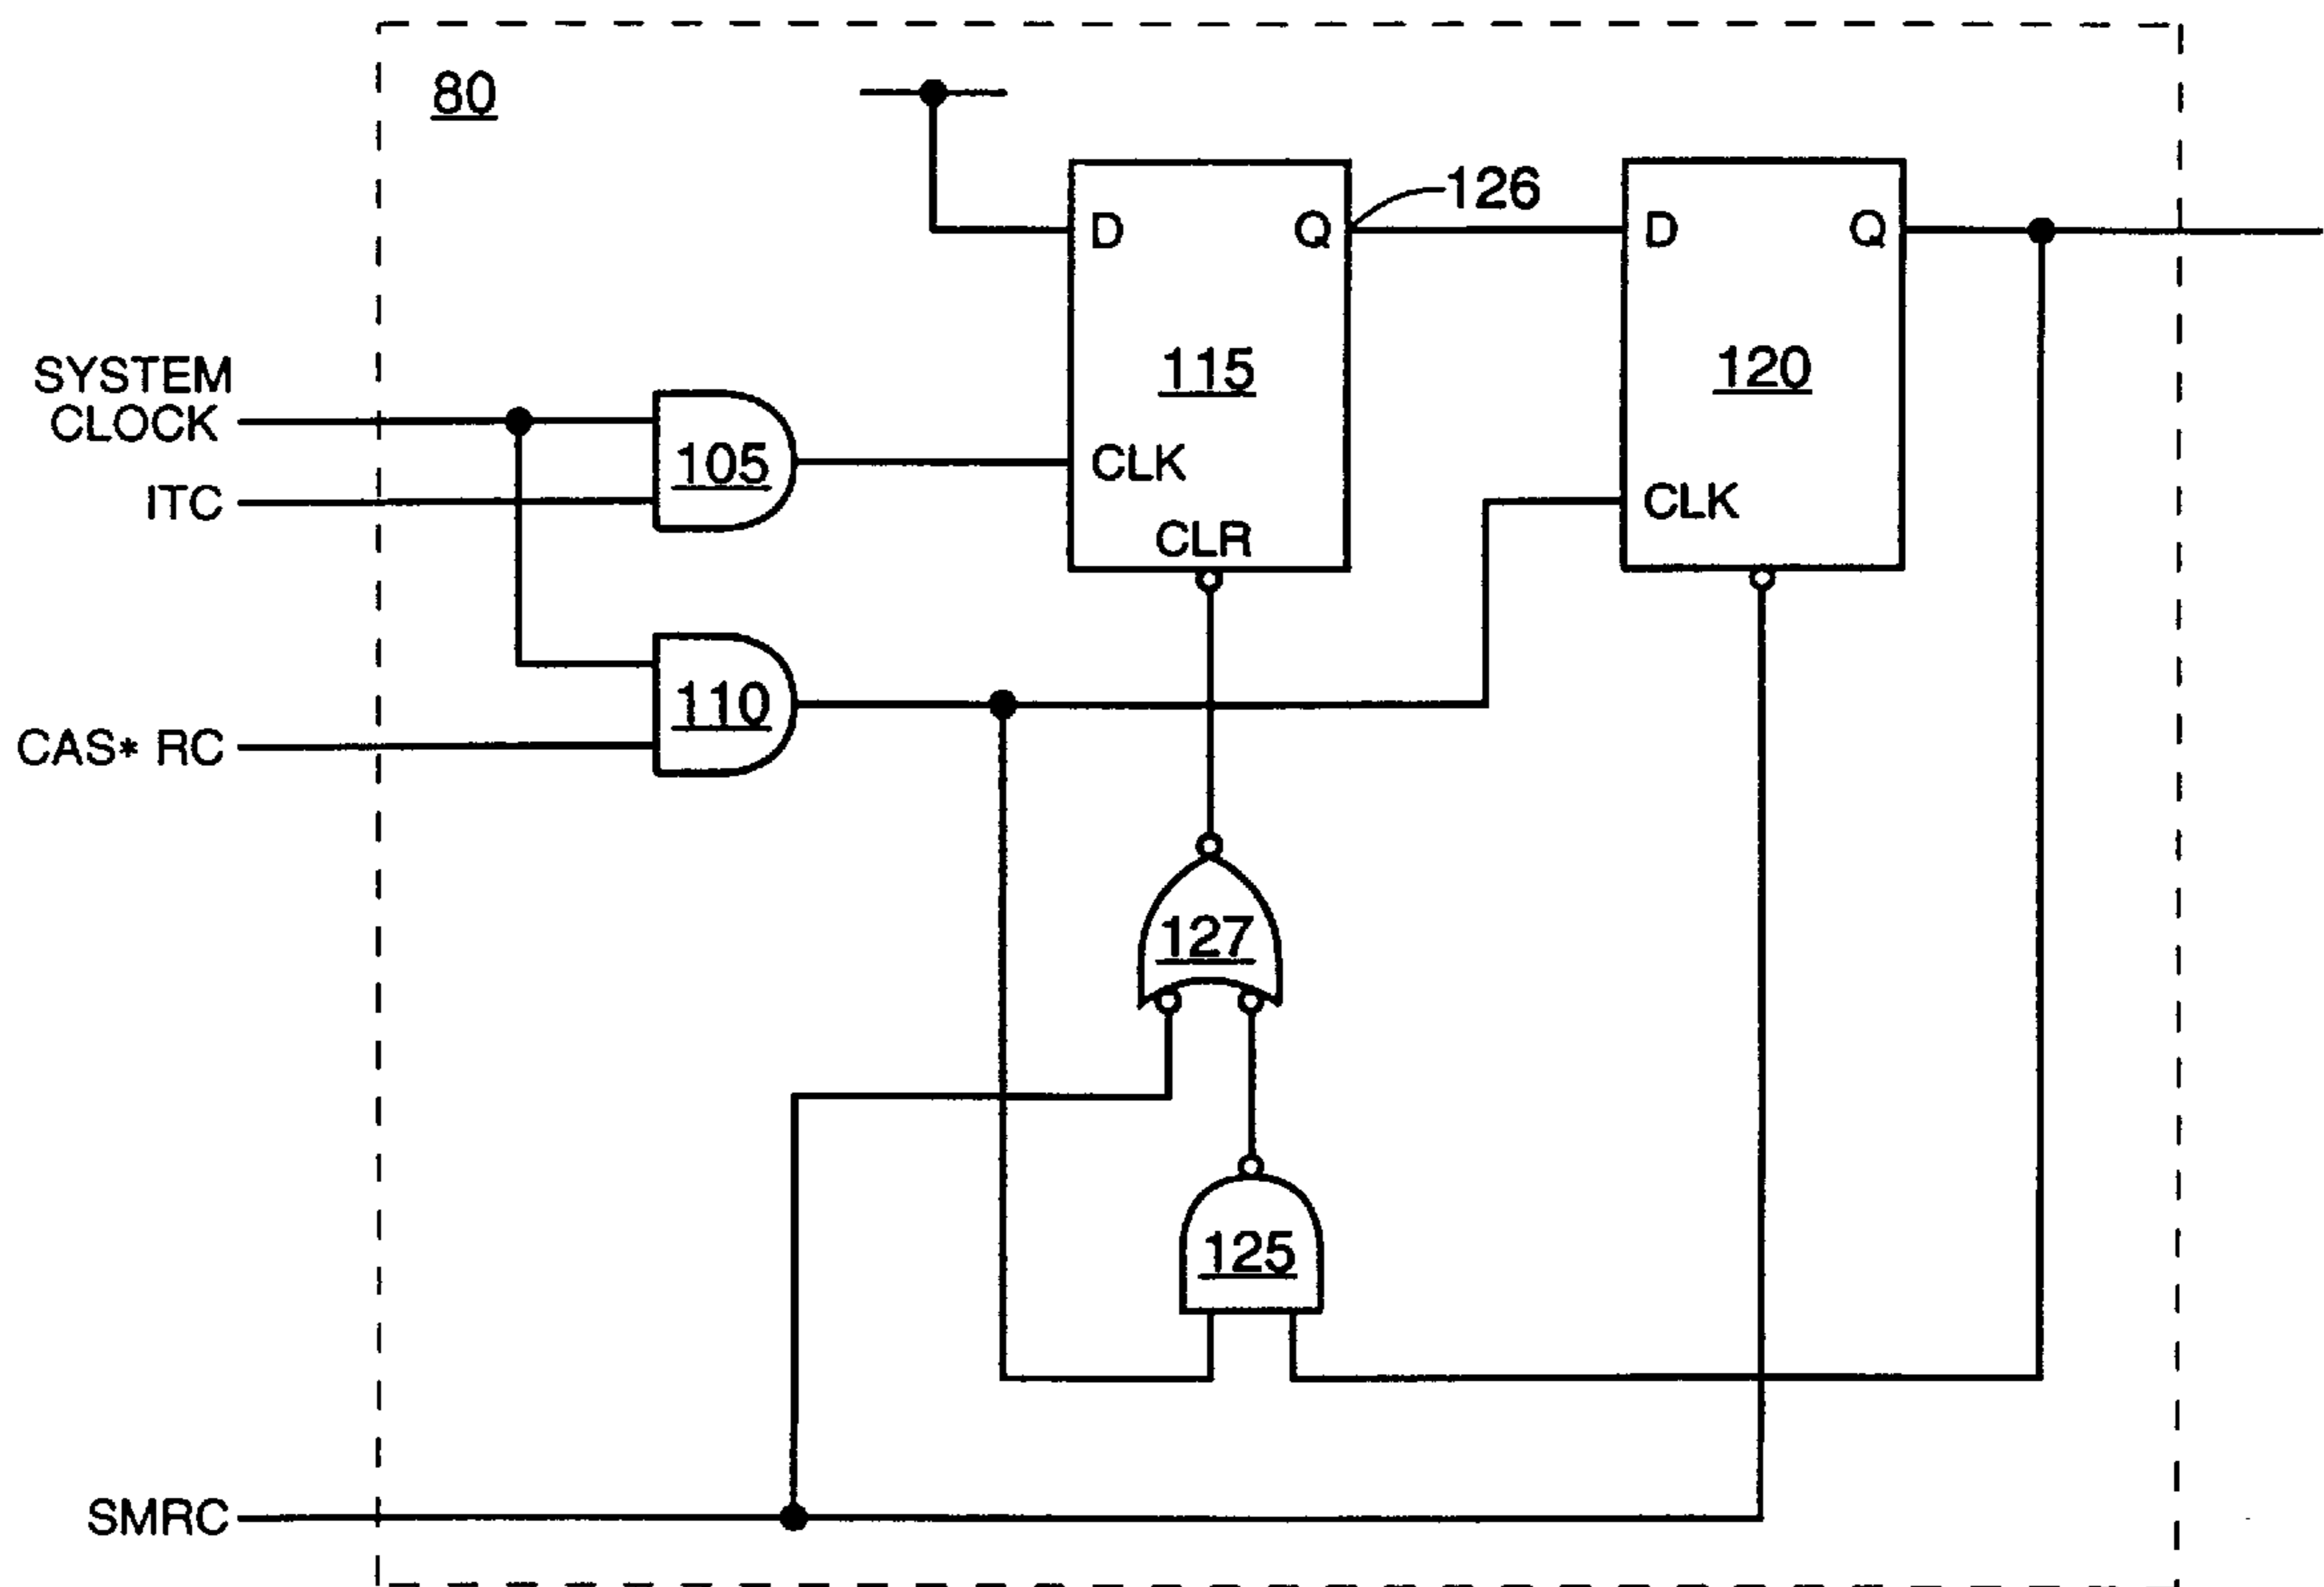 80
126
D
Q
D
Q
115
120
SYSTEM
CLOCK
105
CLK
ITC
CLK
CLR
110
CAS* RC
127
125
SMRC